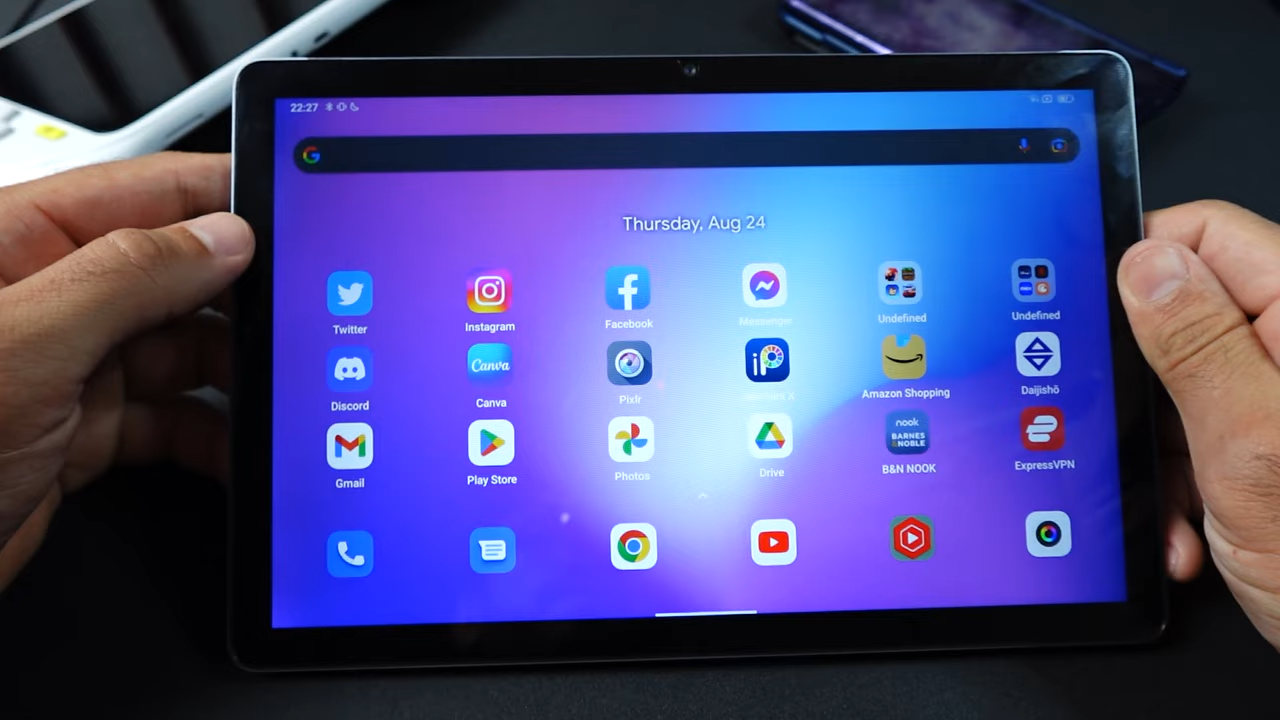 22:27
Thursday, Aug 24
Twitter
Instagram
Facebook
Messenger
Undefined
Undefined
Discord
Canva
Canva
Pixlr
Amazon Shopping
Daijishō
Gmail
Play Store
Photos
Drive
nook
BARNES
&NOBLE
B&N NOOK
ExpressVPN